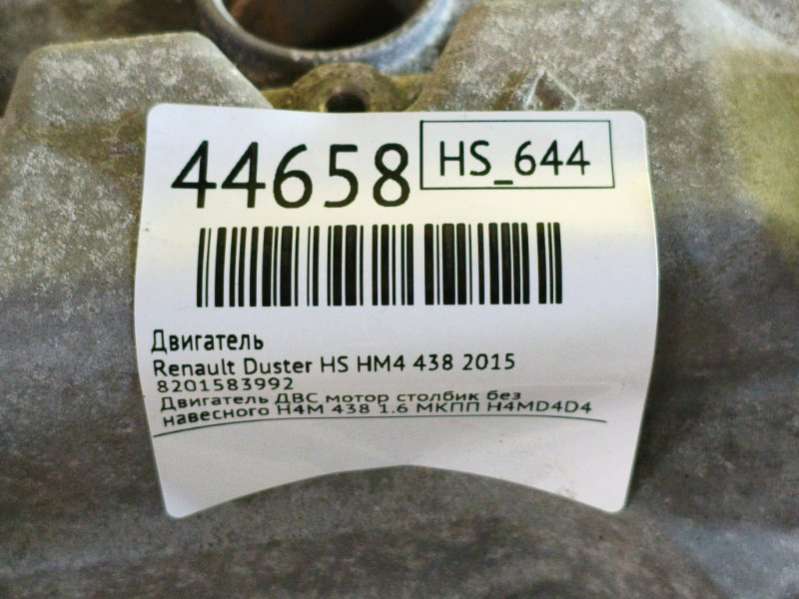 44658
HS_644
Двигатель
Renault Duster HS HM4 438 2015
8201583992
Двигатель ДВС мотор столбик без
навесного H4M 438 1.6 МКПП H4MD4D4